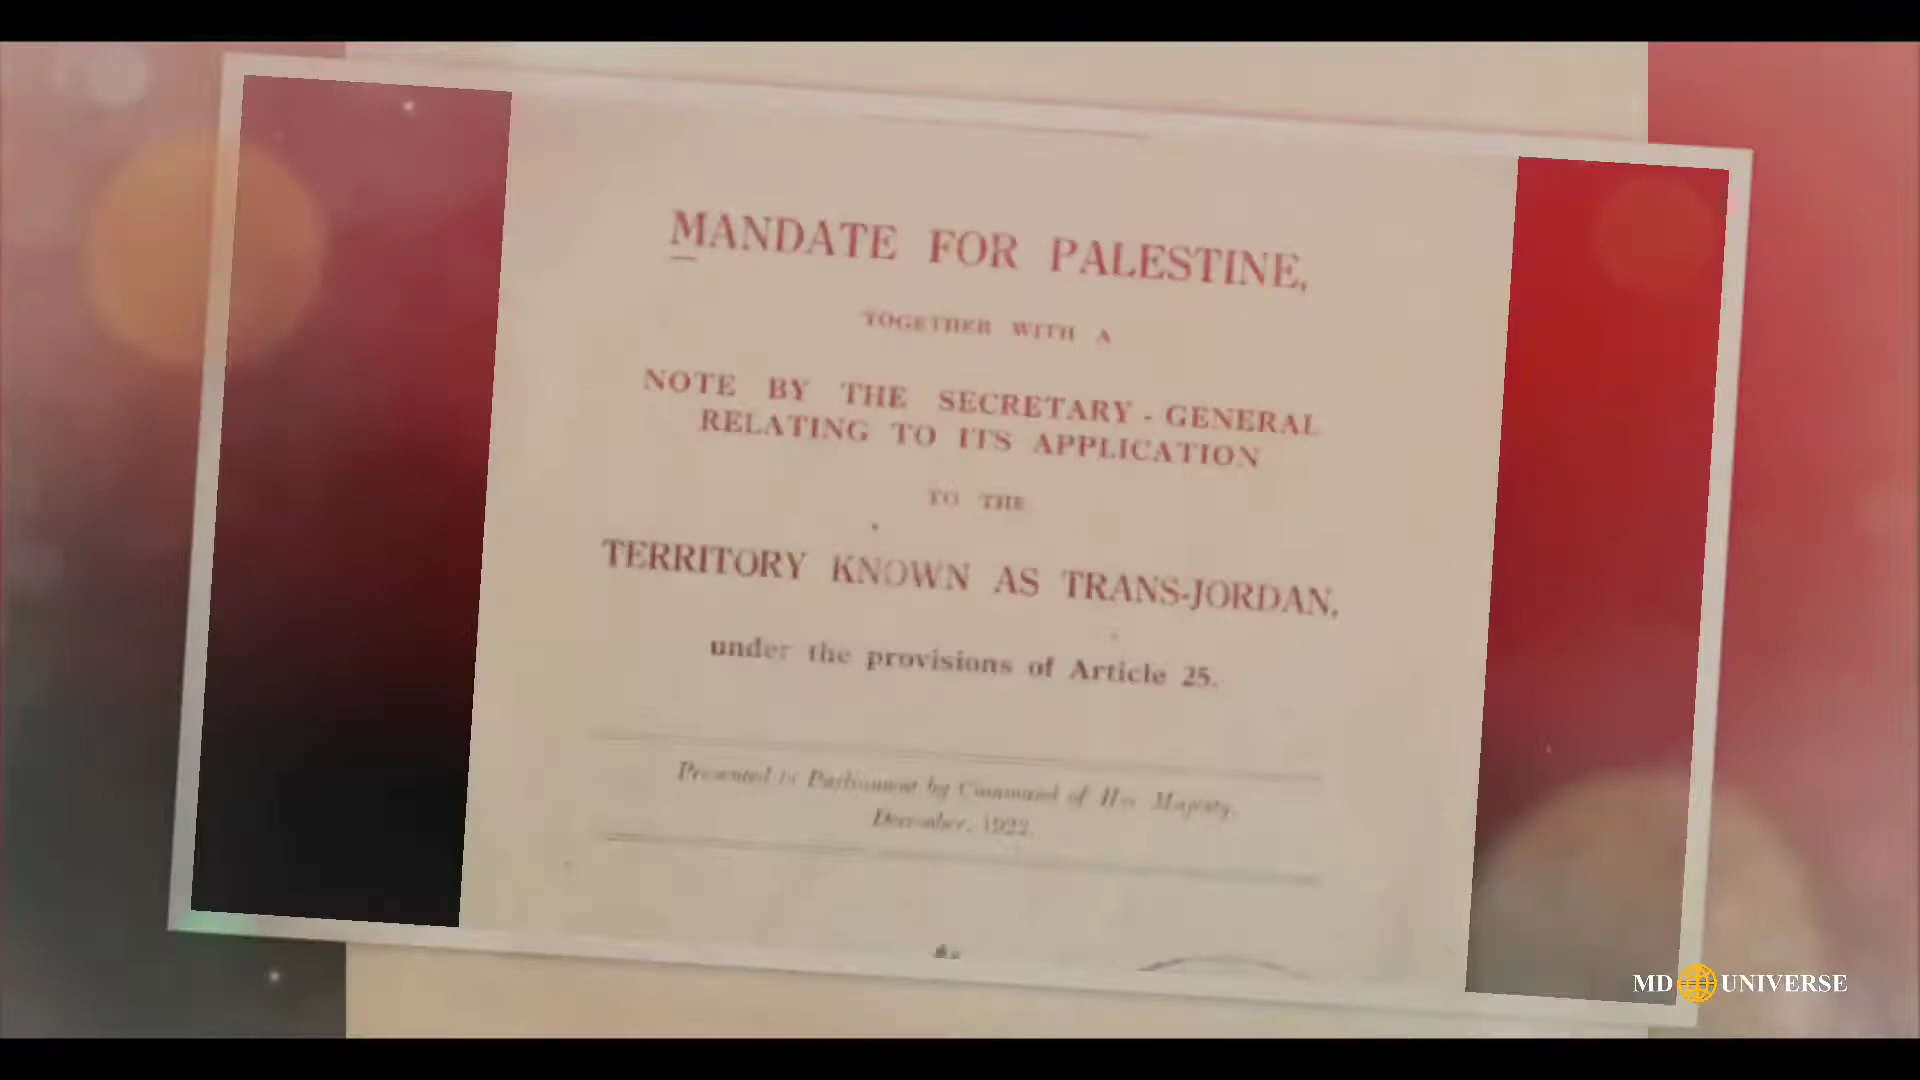 MANDATE FOR PALESTINE,
TOGETHER WITH A
NOTE BY THE SECRETARY-GENERAL
RELATING TO ITS APPLICATION
TO THE
TERRITORY KNOWN AS TRANS-JORDAN,
under the provisions of Article 25.
Presented to Parliament by Command of His Majesty,
December, 1922.
MD UNIVERSE